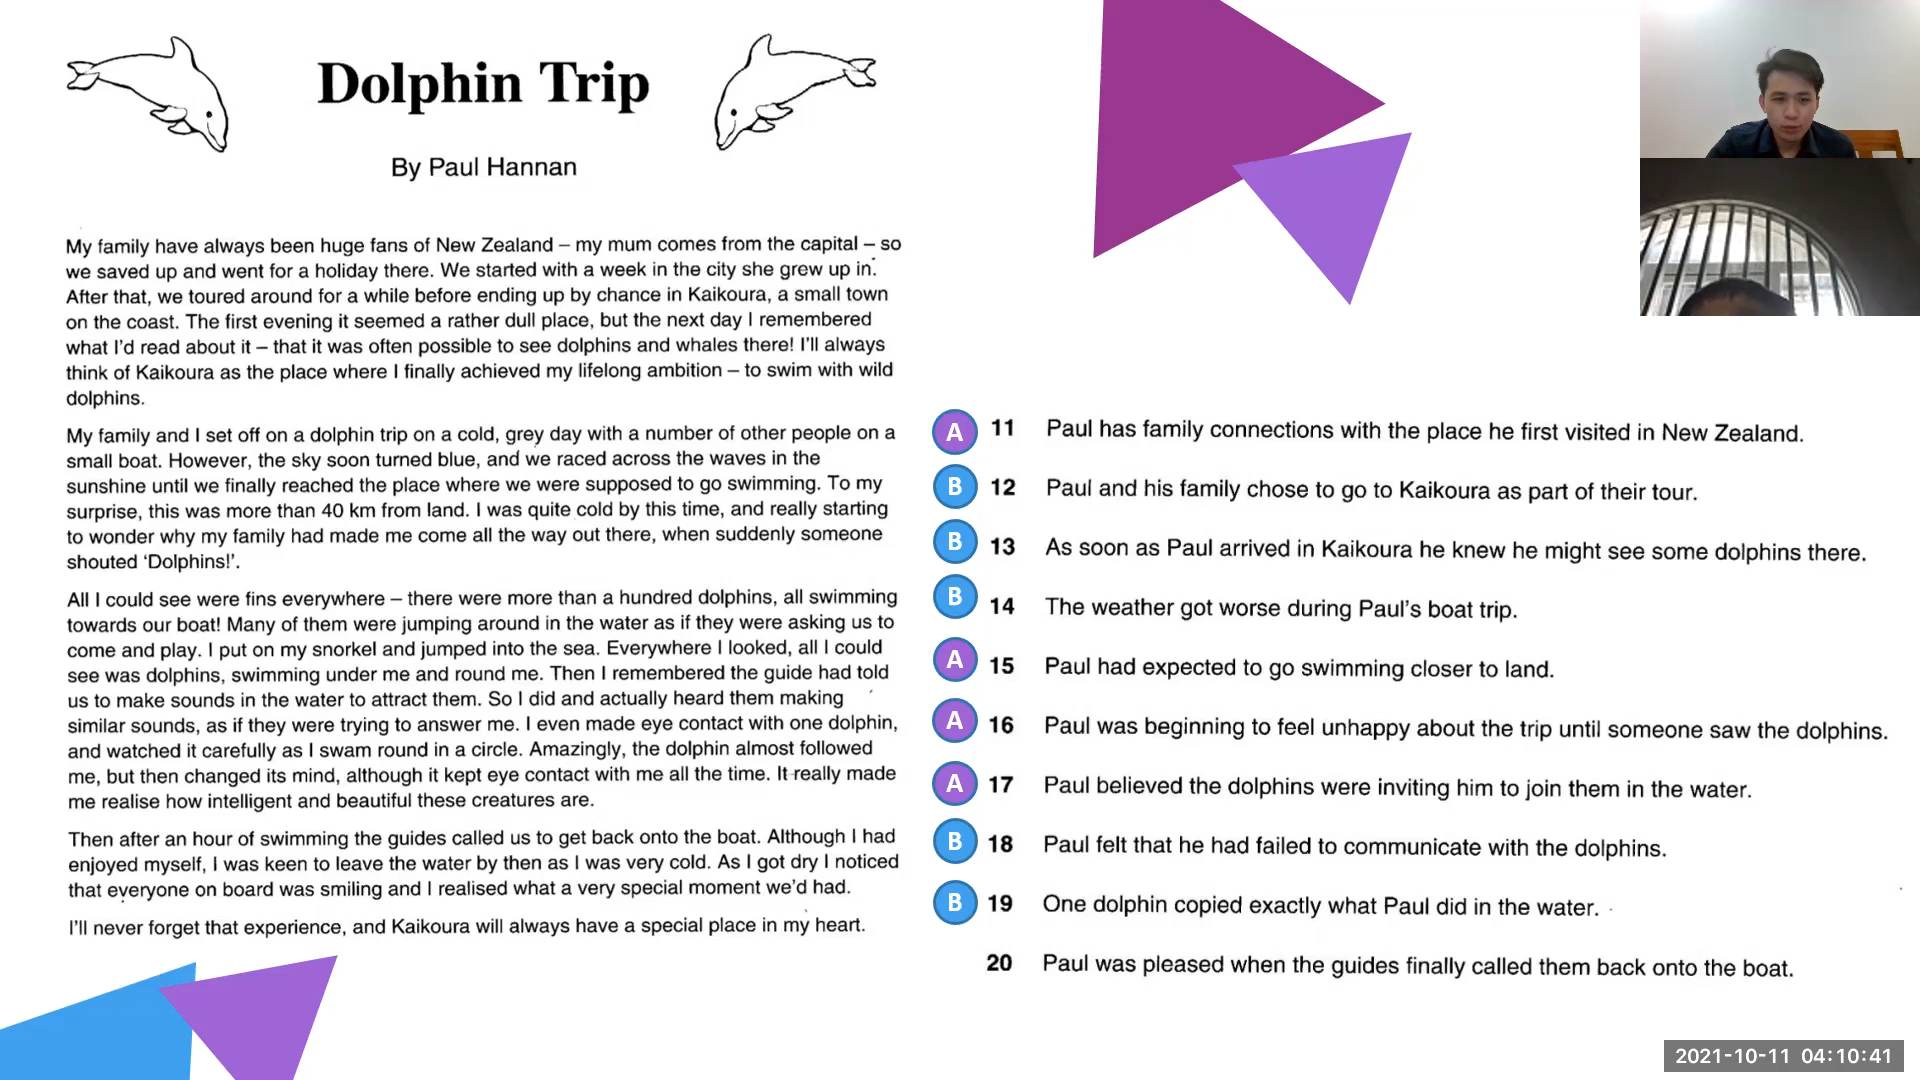 Dolphin Trip
By Paul Hannan
My family have always been huge fans of New Zealand – my mum comes from the capital – so
we saved up and went for a holiday there. We started with a week in the city she grew up in.
After that, we toured around for a while before ending up by chance in Kaikoura, a small town
on the coast. The first evening it seemed a rather dull place, but the next day I remembered
what I'd read about it – that it was often possible to see dolphins and whales there! I'll always
think of Kaikoura as the place where I finally achieved my lifelong ambition – to swim with wild
dolphins.
My family and I set off on a dolphin trip on a cold, grey day with a number of other people on a
small boat. However, the sky soon turned blue, and we raced across the waves in the
sunshine until we finally reached the place where we were supposed to go swimming. To my
surprise, this was more than 40 km from land. I was quite cold by this time, and really starting
to wonder why my family had made me come all the way out there, when suddenly someone
shouted 'Dolphins!'.
All I could see were fins everywhere – there were more than a hundred dolphins, all swimming
towards our boat! Many of them were jumping around in the water as if they were asking us to
come and play. I put on my snorkel and jumped into the sea. Everywhere I looked, all I could
see was dolphins, swimming under me and round me. Then I remembered the guide had told
us to make sounds in the water to attract them. So I did and actually heard them making
similar sounds, as if they were trying to answer me. I even made eye contact with one dolphin,
and watched it carefully as I swam round in a circle. Amazingly, the dolphin almost followed
me, but then changed its mind, although it kept eye contact with me all the time. It really made
me realise how intelligent and beautiful these creatures are.
Then after an hour of swimming the guides called us to get back onto the boat. Although I had
enjoyed myself, I was keen to leave the water by then as I was very cold. As I got dry I noticed
that everyone on board was smiling and I realised what a very special moment we'd had.
I'll never forget that experience, and Kaikoura will always have a special place in my heart.
A 11 Paul has family connections with the place he first visited in New Zealand.
B 12 Paul and his family chose to go to Kaikoura as part of their tour.
B 13 As soon as Paul arrived in Kaikoura he knew he might see some dolphins there.
B 14 The weather got worse during Paul's boat trip.
A 15 Paul had expected to go swimming closer to land.
A 16 Paul was beginning to feel unhappy about the trip until someone saw the dolphins.
A 17 Paul believed the dolphins were inviting him to join them in the water.
B 18 Paul felt that he had failed to communicate with the dolphins.
B 19 One dolphin copied exactly what Paul did in the water.
20 Paul was pleased when the guides finally called them back onto the boat.
2021-10-11 04:10:41